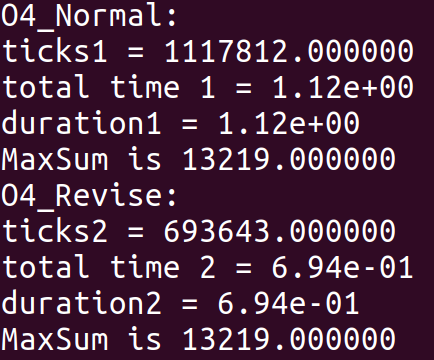 O4_Normal:
ticks1 = 1117812.000000
total time 1 = 1.12e+00
duration1 = 1.12e+00
MaxSum is 13219.000000
O4_Revise:
ticks2 = 693643.000000
total time 2 = 6.94e-01
duration2 = 6.94e-01
MaxSum is 13219.000000